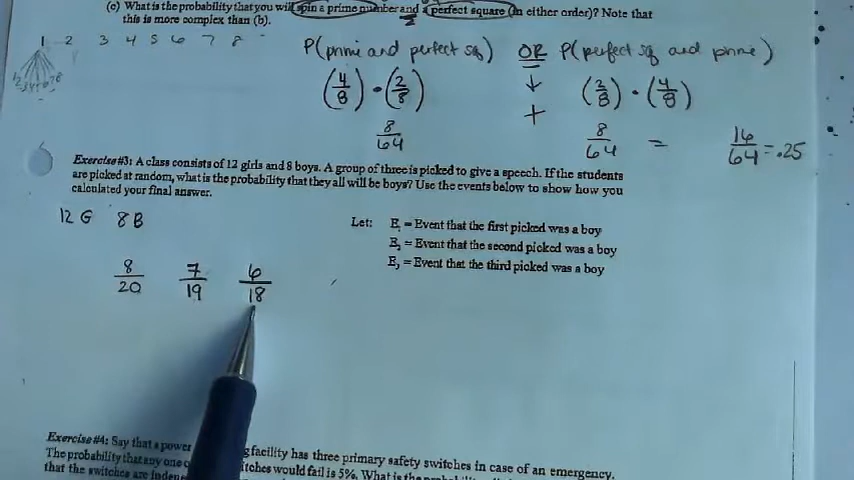 (c) What is the probability that you will spin a prime number and a perfect square (in either order)? Note that
this is more complex than (b).
1 2 3 4 5 6 7 8
P(prime and perfect sq) OR P(perfect sq and prime)
(4/8) • (2/8) ↓ + (2/8) • (4/8)
8/64 8/64 = 16/64 = .25
Exercise #3: A class consists of 12 girls and 8 boys. A group of three is picked to give a speech. If the students
are picked at random, what is the probability that they all will be boys? Use the events below to show how you
calculated your final answer.
12 G 8 B
Let: E₁ = Event that the first picked was a boy
E₂ = Event that the second picked was a boy
E₃ = Event that the third picked was a boy
8/20 7/19 6/18
Exercise #4: Say that a power facility has three primary safety switches in case of an emergency.
The probability that any one would fail is 5%. What is the
that the switches are